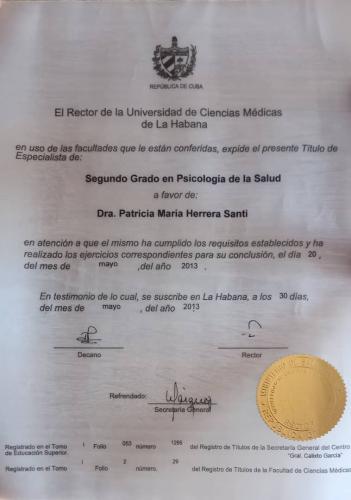 REPÚBLICA DE CUBA
El Rector de la Universidad de Ciencias Médicas
de La Habana
en uso de las facultades que le están conferidas, expide el presente Título de
Especialista de:
Segundo Grado en Psicología de la Salud
a favor de:
Dra. Patricia María Herrera Santi
en atención a que el mismo ha cumplido los requisitos establecidos y ha
realizado los ejercicios correspondientes para su conclusión, el día 20 ,
del mes de mayo ,del año 2013 .
En testimonio de lo cual, se suscribe en La Habana, a los 30 días,
del mes de mayo , del año 2013
Decano
Rector
Refrendado:
Secretaria General
Registrado en el Tomo I Folio 053 número 1286 del Registro de Títulos de la Secretaría General del Centro
de Educación Superior. "Gral. Calixto García"
Registrado en el Tomo I Folio 2 número. 29 del Registro de Títulos de la Facultad de Ciencias Médicas